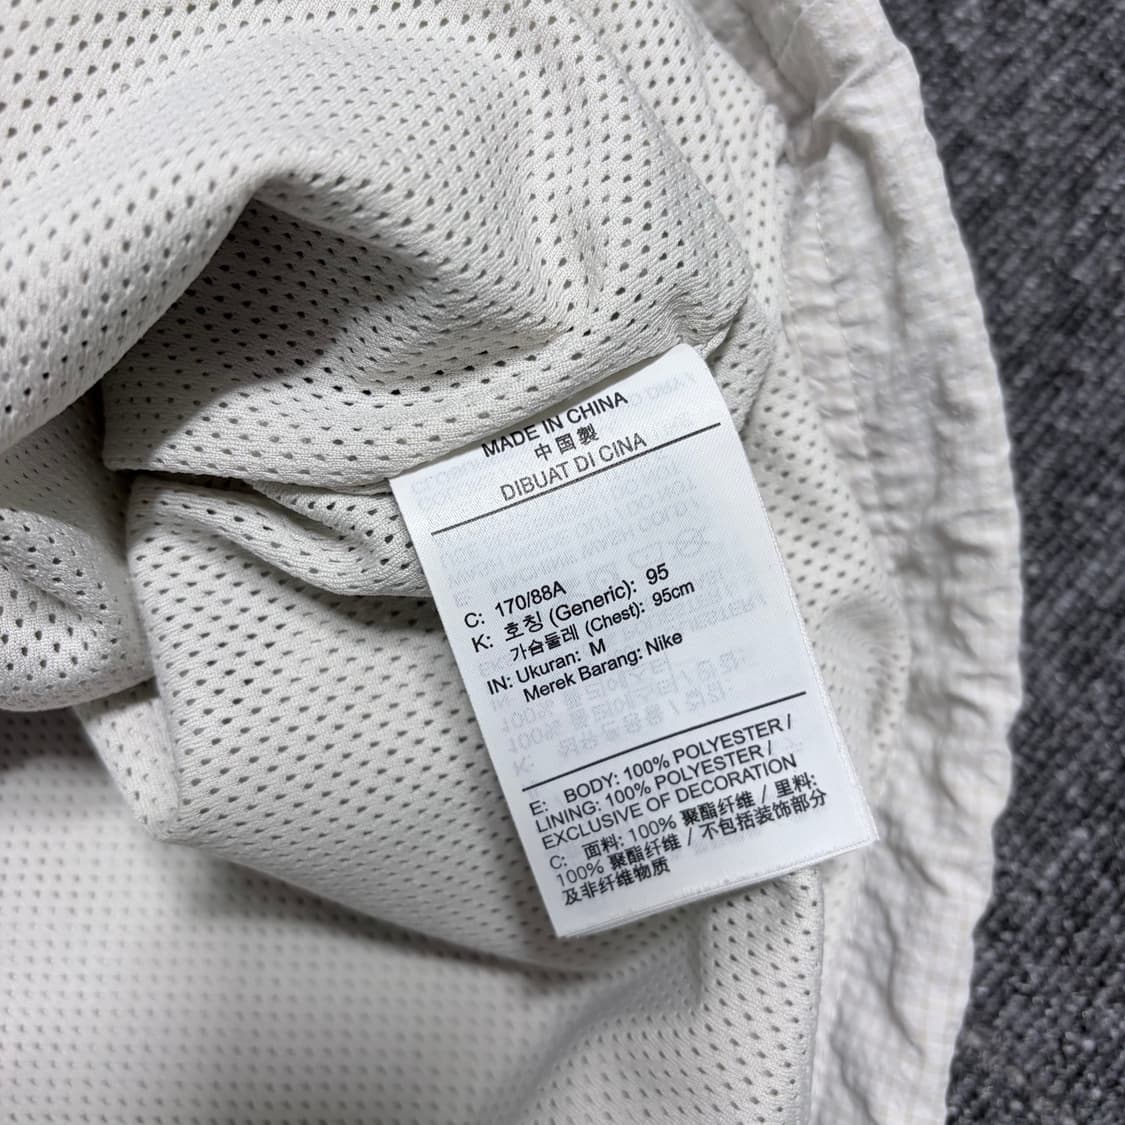 MADE IN CHINA
中国製
DIBUAT DI CINA
C: 170/88A
K: 호칭 (Generic): 95
가슴둘레 (Chest): 95cm
IN: Ukuran: M
Merek Barang: Nike
E: BODY: 100% POLYESTER /
LINING: 100% POLYESTER /
EXCLUSIVE OF DECORATION
C: 面料: 100% 聚酯纤维 / 里料:
100% 聚酯纤维 / 不包括装饰部分
及非纤维物质